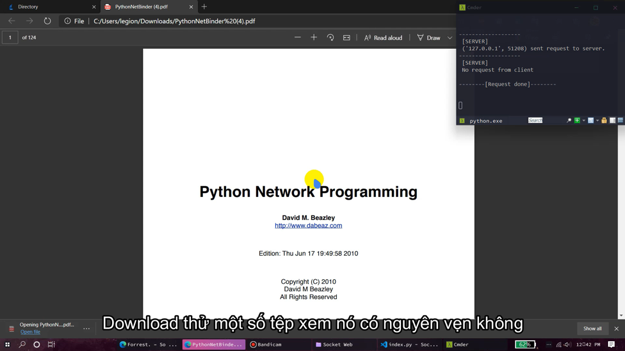 Directory
PythonNetBinder (4).pdf
File
C:/Users/legion/Downloads/PythonNetBinder%20(4).pdf
1 of 124
Read aloud
Draw
Cmder
--------------------
[SERVER]
('127.0.0.1', 51208) sent request to server.
--------------------
[SERVER]
No request from client
--------[Request done]--------
python.exe
Search
Python Network Programming
David M. Beazley
http://www.dabeaz.com
Edition: Thu Jun 17 19:49:58 2010
Copyright (C) 2010
David M Beazley
All Rights Reserved
Download thử một số tệp xem nó có nguyên vẹn không
Opening PythonN....pdf...
Open file
Show all
Forrest. - So ...
PythonNetBinde...
Bandicam
Socket Web
index.py - Soc...
Cmder
62%
12:42 PM